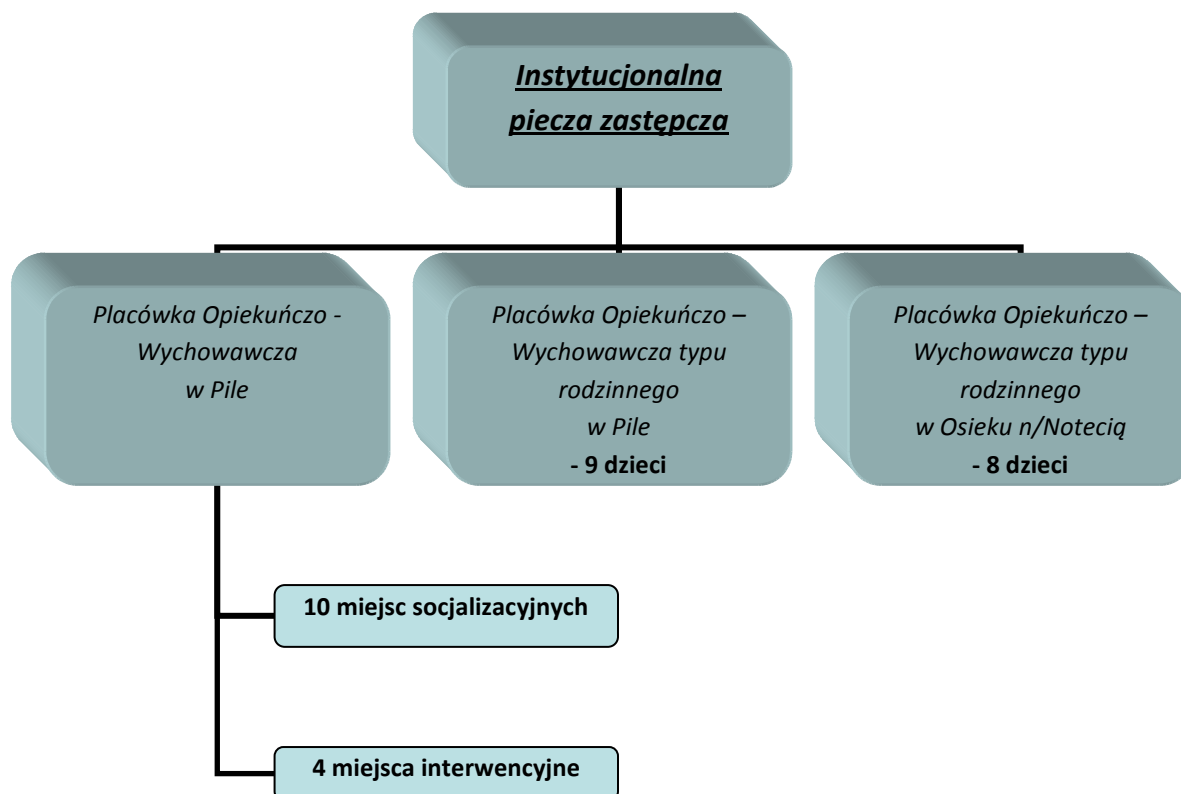 Instytucjonalna
piecza zastępcza
Placówka Opiekuńczo -
Wychowawcza
w Pile
Placówka Opiekuńczo –
Wychowawcza typu
rodzinnego
w Pile
- 9 dzieci
Placówka Opiekuńczo –
Wychowawcza typu
rodzinnego
w Osieku n/Notecią
- 8 dzieci
10 miejsc socjalizacyjnych
4 miejsca interwencyjne